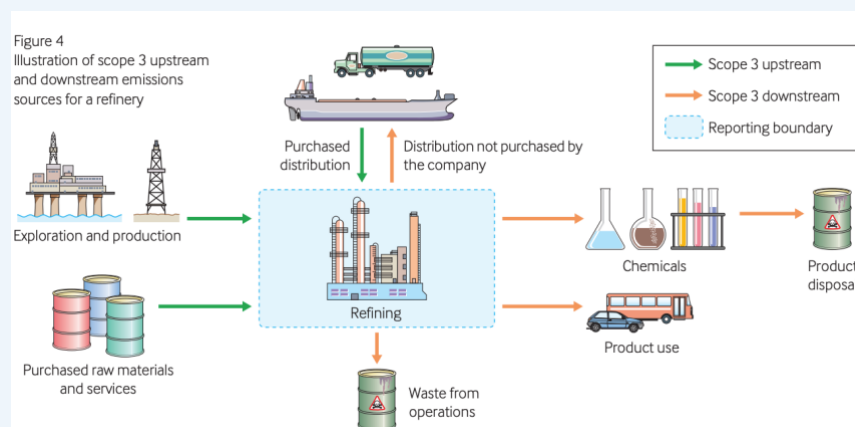 Figure 4
Illustration of scope 3 upstream
and downstream emissions
sources for a refinery
Scope 3 upstream
Scope 3 downstream
Reporting boundary
Purchased
distribution
Distribution not purchased by
the company
Exploration and production
Refining
Chemicals
Product
disposa
Purchased raw materials
and services
Product use
Waste from
operations